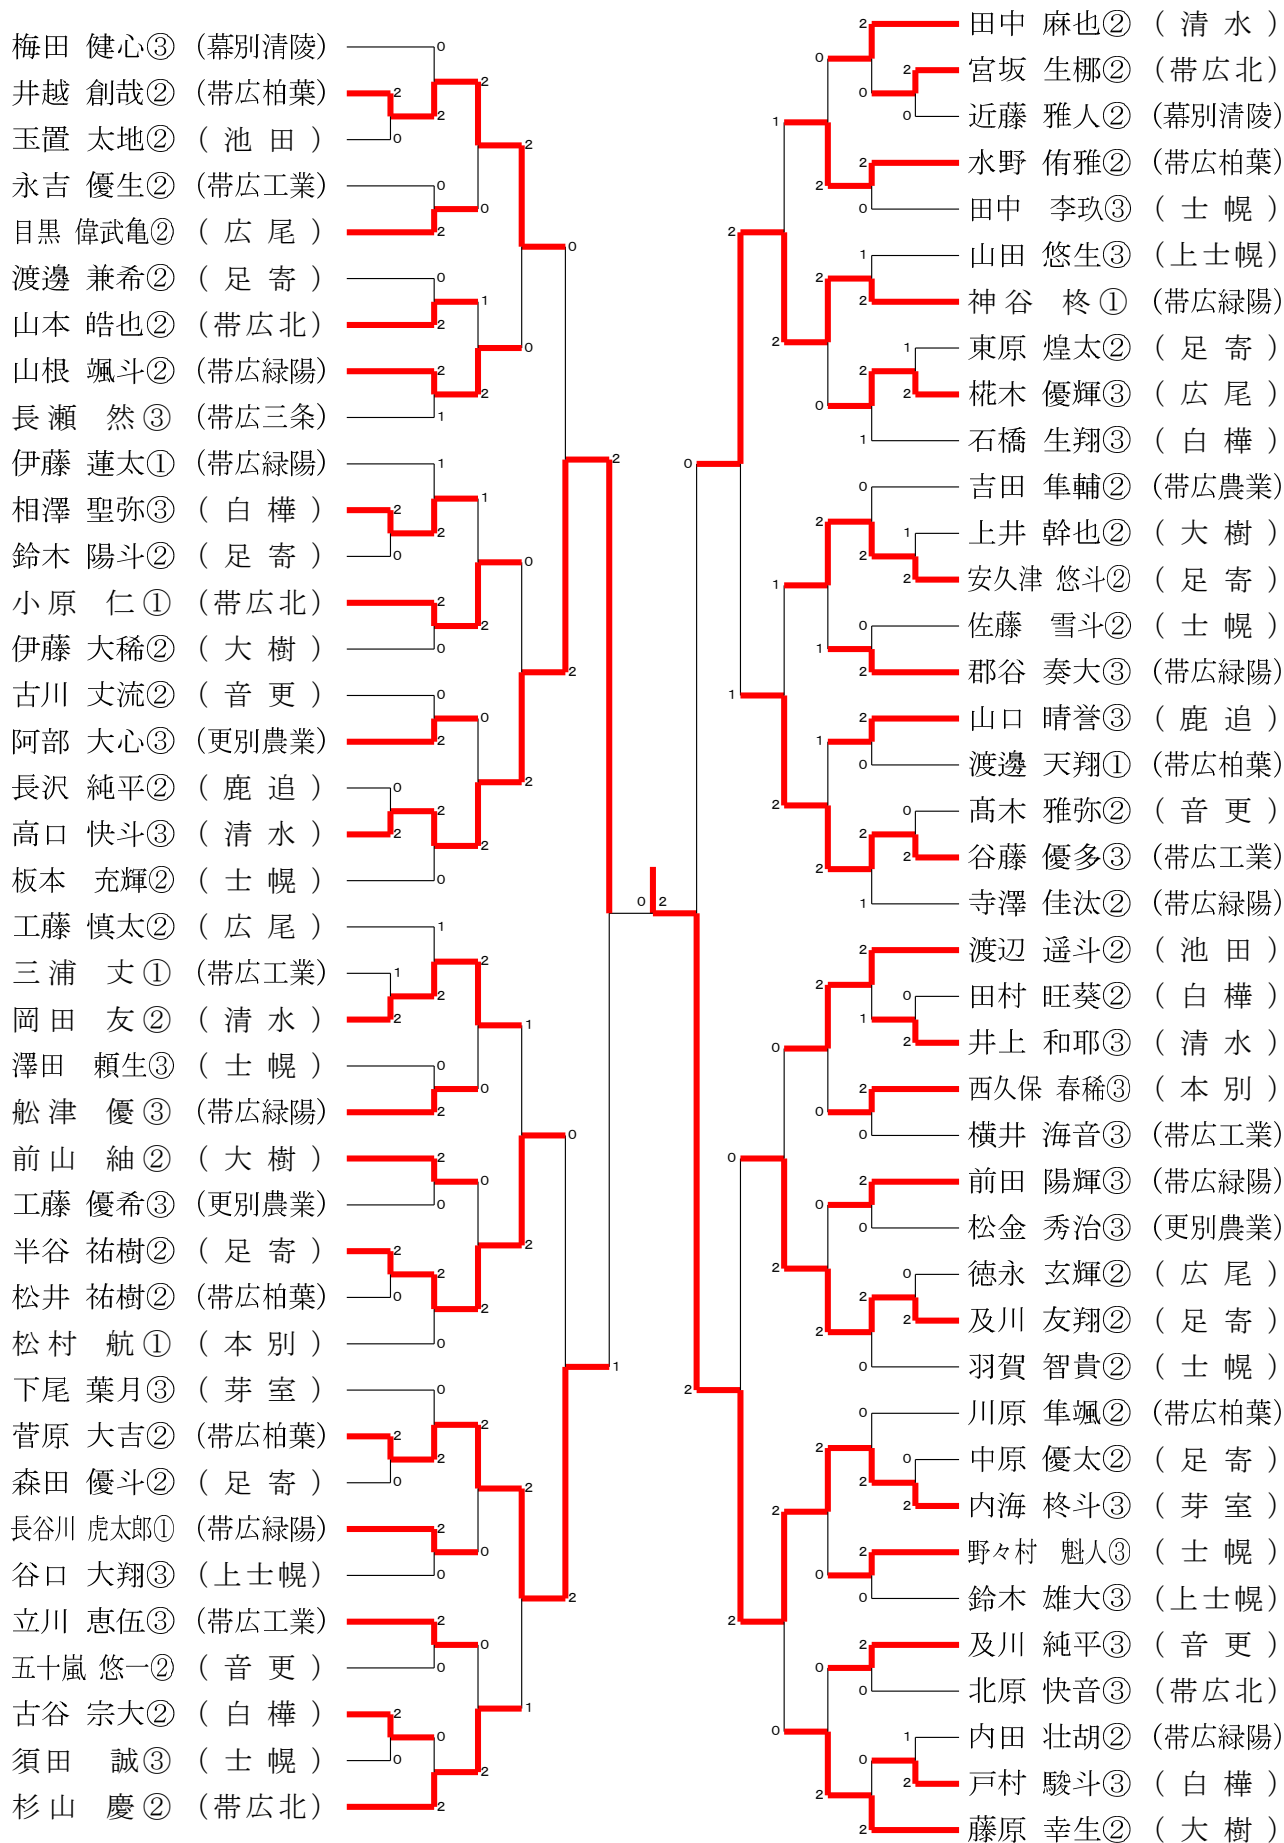 梅田 健心③ (幕別清陵)
井越 創哉② (帯広柏葉)
玉置 太地② ( 池 田 )
永吉 優生② (帯広工業)
目黒 偉武亀② ( 広 尾 )
渡邊 兼希② ( 足 寄 )
山本 皓也② (帯広北)
山根 颯斗② (帯広緑陽)
長瀬 然③ (帯広三条)
伊藤 蓮太① (帯広緑陽)
相澤 聖弥③ ( 白 樺 )
鈴木 陽斗② ( 足 寄 )
小原 仁① (帯広北)
伊藤 大稀② ( 大 樹 )
古川 丈流② ( 音 更 )
阿部 大心③ (更別農業)
長沢 純平② ( 鹿 追 )
高口 快斗③ ( 清 水 )
板本 充輝② ( 士 幌 )
工藤 慎太② ( 広 尾 )
三浦 丈① (帯広工業)
岡田 友② ( 清 水 )
澤田 頼生③ ( 士 幌 )
舩津 優③ (帯広緑陽)
前山 紬② ( 大 樹 )
工藤 優希③ (更別農業)
半谷 祐樹② ( 足 寄 )
松井 祐樹② (帯広柏葉)
松村 航① ( 本 別 )
下尾 葉月③ ( 芽 室 )
菅原 大吉② (帯広柏葉)
森田 優斗② ( 足 寄 )
長谷川 虎太郎① (帯広緑陽)
谷口 大翔③ (上士幌)
立川 恵伍③ (帯広工業)
五十嵐 悠一② ( 音 更 )
古谷 宗大② ( 白 樺 )
須田 誠③ ( 士 幌 )
杉山 慶② (帯広北)
田中 麻也② ( 清 水 )
宮坂 生梛② (帯広北)
近藤 雅人② (幕別清陵)
水野 侑雅② (帯広柏葉)
田中 李玖③ ( 士 幌 )
山田 悠生③ (上士幌)
神谷 柊① (帯広緑陽)
東原 煌太② ( 足 寄 )
椛木 優輝③ ( 広 尾 )
石橋 生翔③ ( 白 樺 )
吉田 隼輔② (帯広農業)
上井 幹也② ( 大 樹 )
安久津 悠斗② ( 足 寄 )
佐藤 雪斗② ( 士 幌 )
郡谷 奏大③ (帯広緑陽)
山口 晴誉③ ( 鹿 追 )
渡邊 天翔① (帯広柏葉)
髙木 雅弥② ( 音 更 )
谷藤 優多③ (帯広工業)
寺澤 佳汰② (帯広緑陽)
渡辺 遥斗② ( 池 田 )
田村 旺葵② ( 白 樺 )
井上 和耶③ ( 清 水 )
西久保 春稀③ ( 本 別 )
横井 海音③ (帯広工業)
前田 陽輝③ (帯広緑陽)
松金 秀治③ (更別農業)
徳永 玄輝② ( 広 尾 )
及川 友翔② ( 足 寄 )
羽賀 智貴② ( 士 幌 )
川原 隼颯② (帯広柏葉)
中原 優太② ( 足 寄 )
内海 柊斗③ ( 芽 室 )
野々村 魁人③ ( 士 幌 )
鈴木 雄大③ (上士幌)
及川 純平③ ( 音 更 )
北原 快音③ (帯広北)
内田 壮胡② (帯広緑陽)
戸村 駿斗③ ( 白 樺 )
藤原 幸生② ( 大 樹 )
0 2